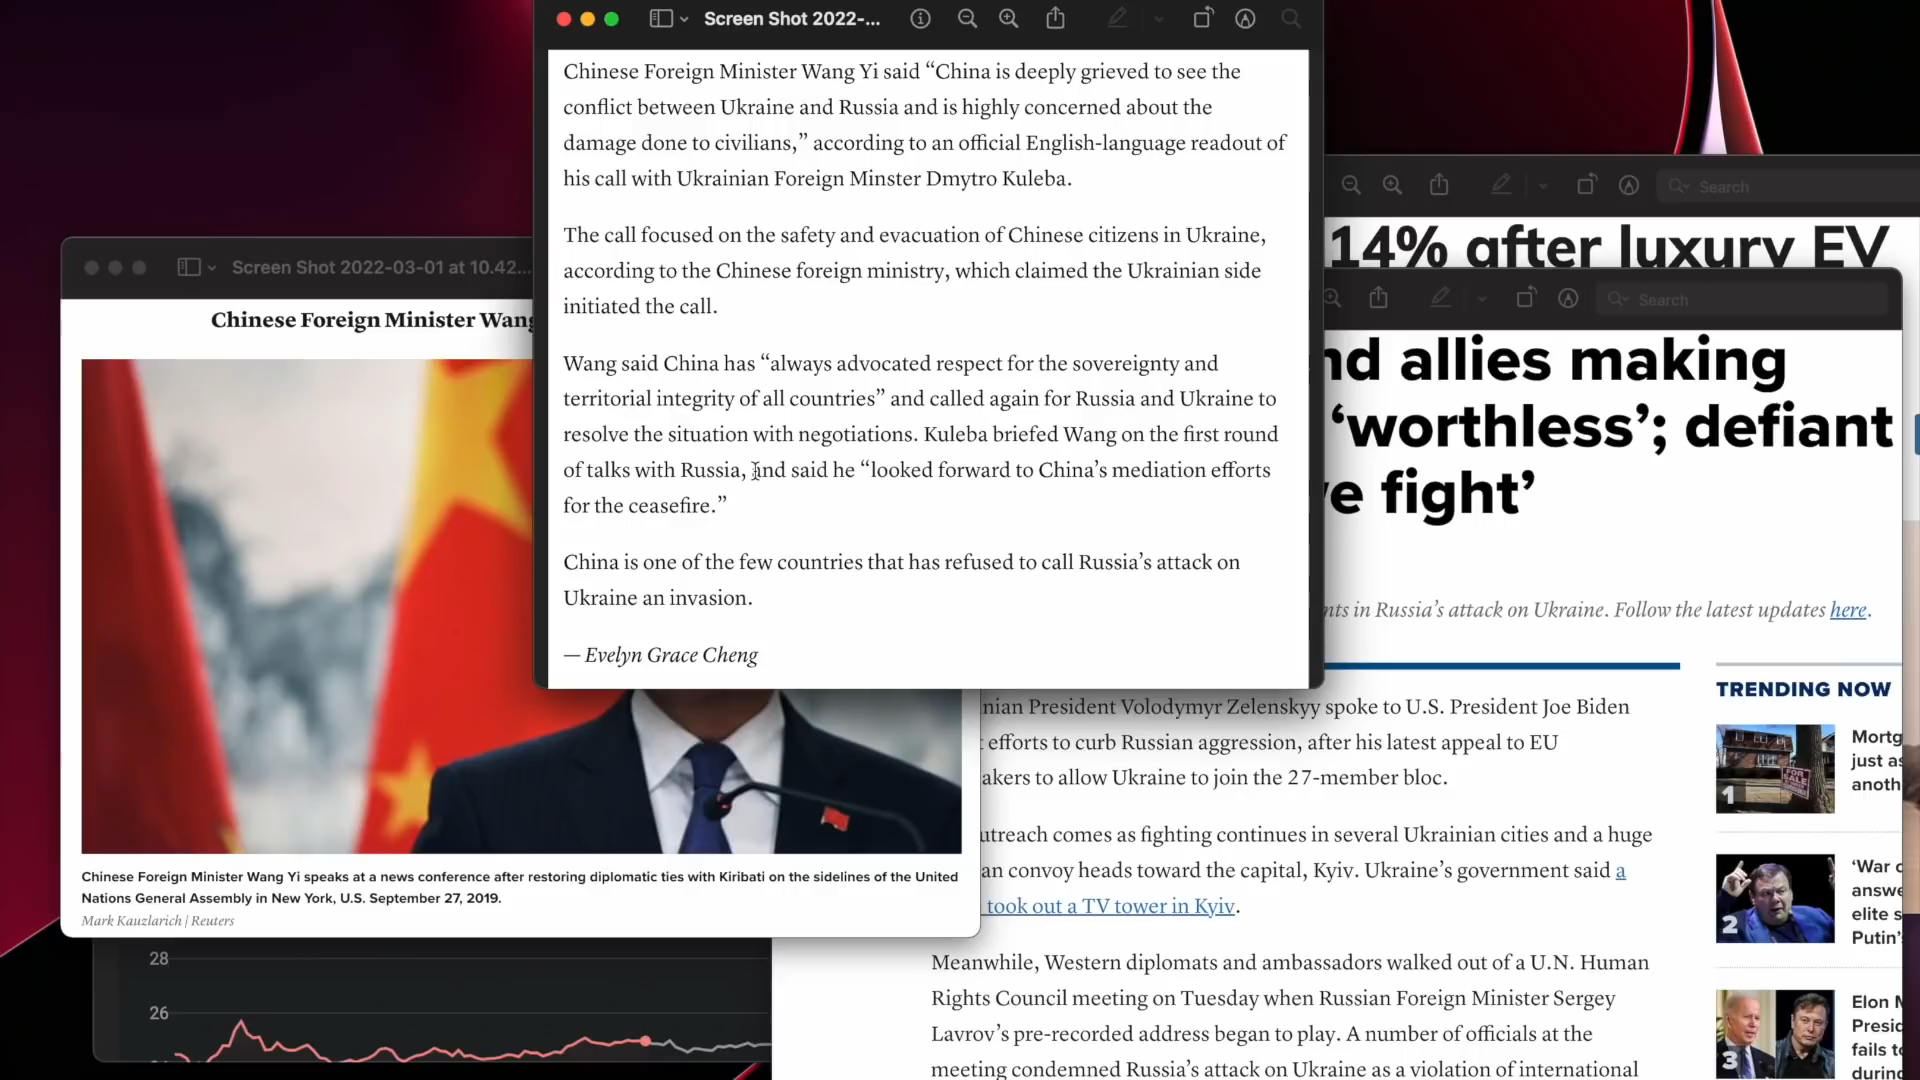 Screen Shot 2022-...
Chinese Foreign Minister Wang Yi said “China is deeply grieved to see the
conflict between Ukraine and Russia and is highly concerned about the
damage done to civilians,” according to an official English-language readout of
his call with Ukrainian Foreign Minster Dmytro Kuleba.
The call focused on the safety and evacuation of Chinese citizens in Ukraine,
according to the Chinese foreign ministry, which claimed the Ukrainian side
initiated the call.
Wang said China has “always advocated respect for the sovereignty and
territorial integrity of all countries” and called again for Russia and Ukraine to
resolve the situation with negotiations. Kuleba briefed Wang on the first round
of talks with Russia, and said he “looked forward to China’s mediation efforts
for the ceasefire.”
China is one of the few countries that has refused to call Russia’s attack on
Ukraine an invasion.
— Evelyn Grace Cheng
Screen Shot 2022-03-01 at 10.42...
Chinese Foreign Minister Wang
Chinese Foreign Minister Wang Yi speaks at a news conference after restoring diplomatic ties with Kiribati on the sidelines of the United
Nations General Assembly in New York, U.S. September 27, 2019.
Mark Kauzlarich | Reuters
28
26
Search
14% after luxury EV
Search
nd allies making
‘worthless’; defiant
e fight’
nts in Russia’s attack on Ukraine. Follow the latest updates here.
nian President Volodymyr Zelenskyy spoke to U.S. President Joe Biden
efforts to curb Russian aggression, after his latest appeal to EU
akers to allow Ukraine to join the 27-member bloc.
utreach comes as fighting continues in several Ukrainian cities and a huge
an convoy heads toward the capital, Kyiv. Ukraine’s government said a
took out a TV tower in Kyiv.
Meanwhile, Western diplomats and ambassadors walked out of a U.N. Human
Rights Council meeting on Tuesday when Russian Foreign Minister Sergey
Lavrov’s pre-recorded address began to play. A number of officials at the
meeting condemned Russia’s attack on Ukraine as a violation of international
TRENDING NOW
1
Mortg
just as
anoth
2
‘War c
answe
elite s
Putin’
3
Elon M
Presid
fails to
during